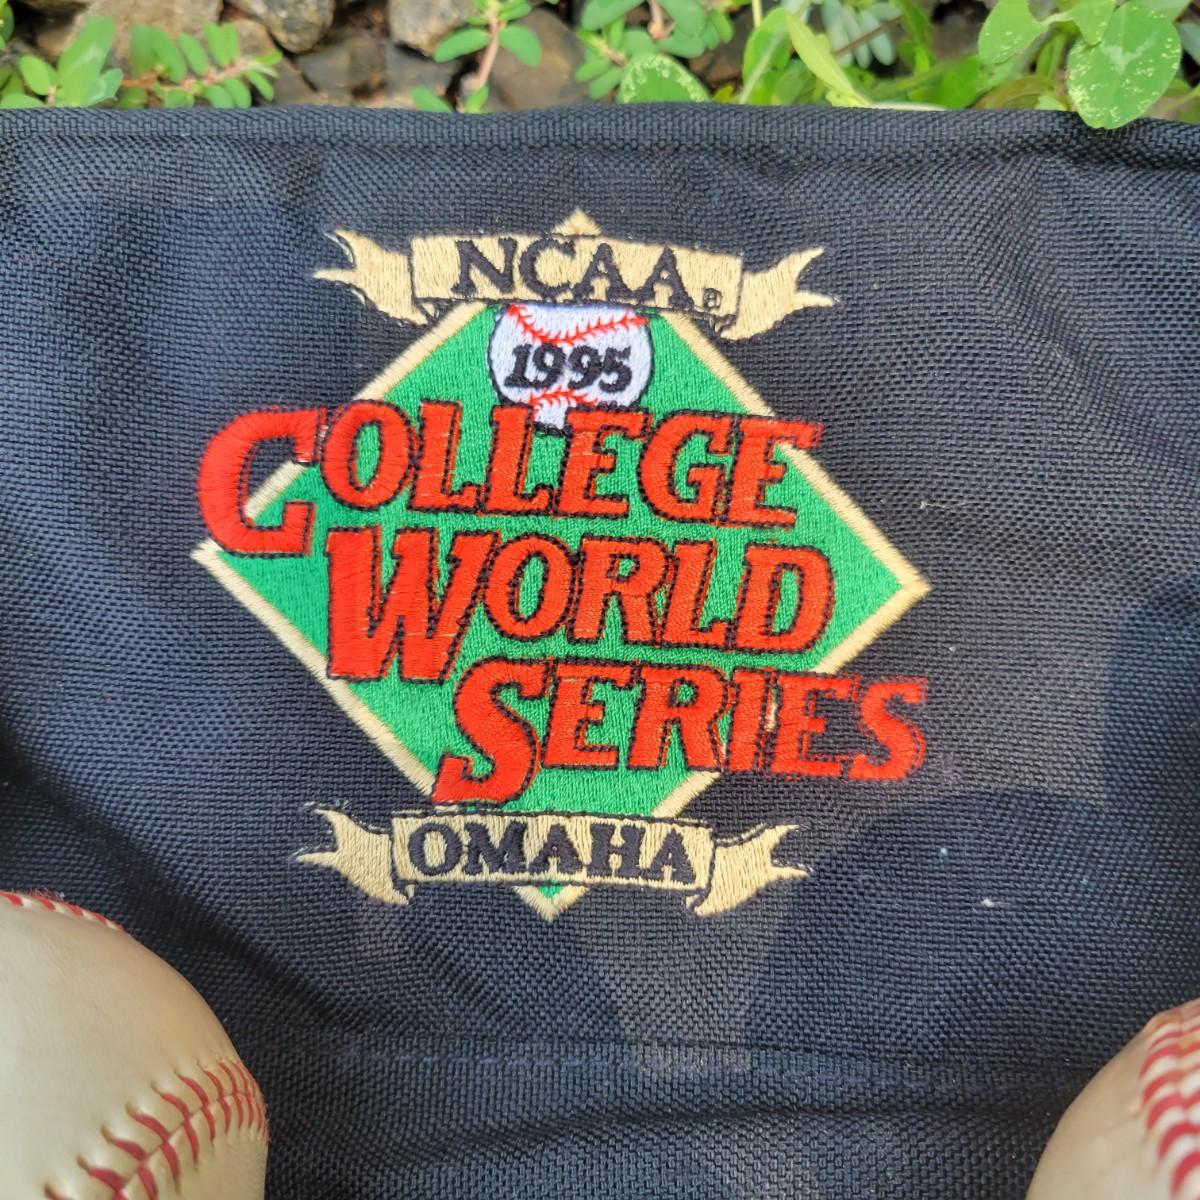 NCAA®
1995
COLLEGE
WORLD
SERIES
OMAHA